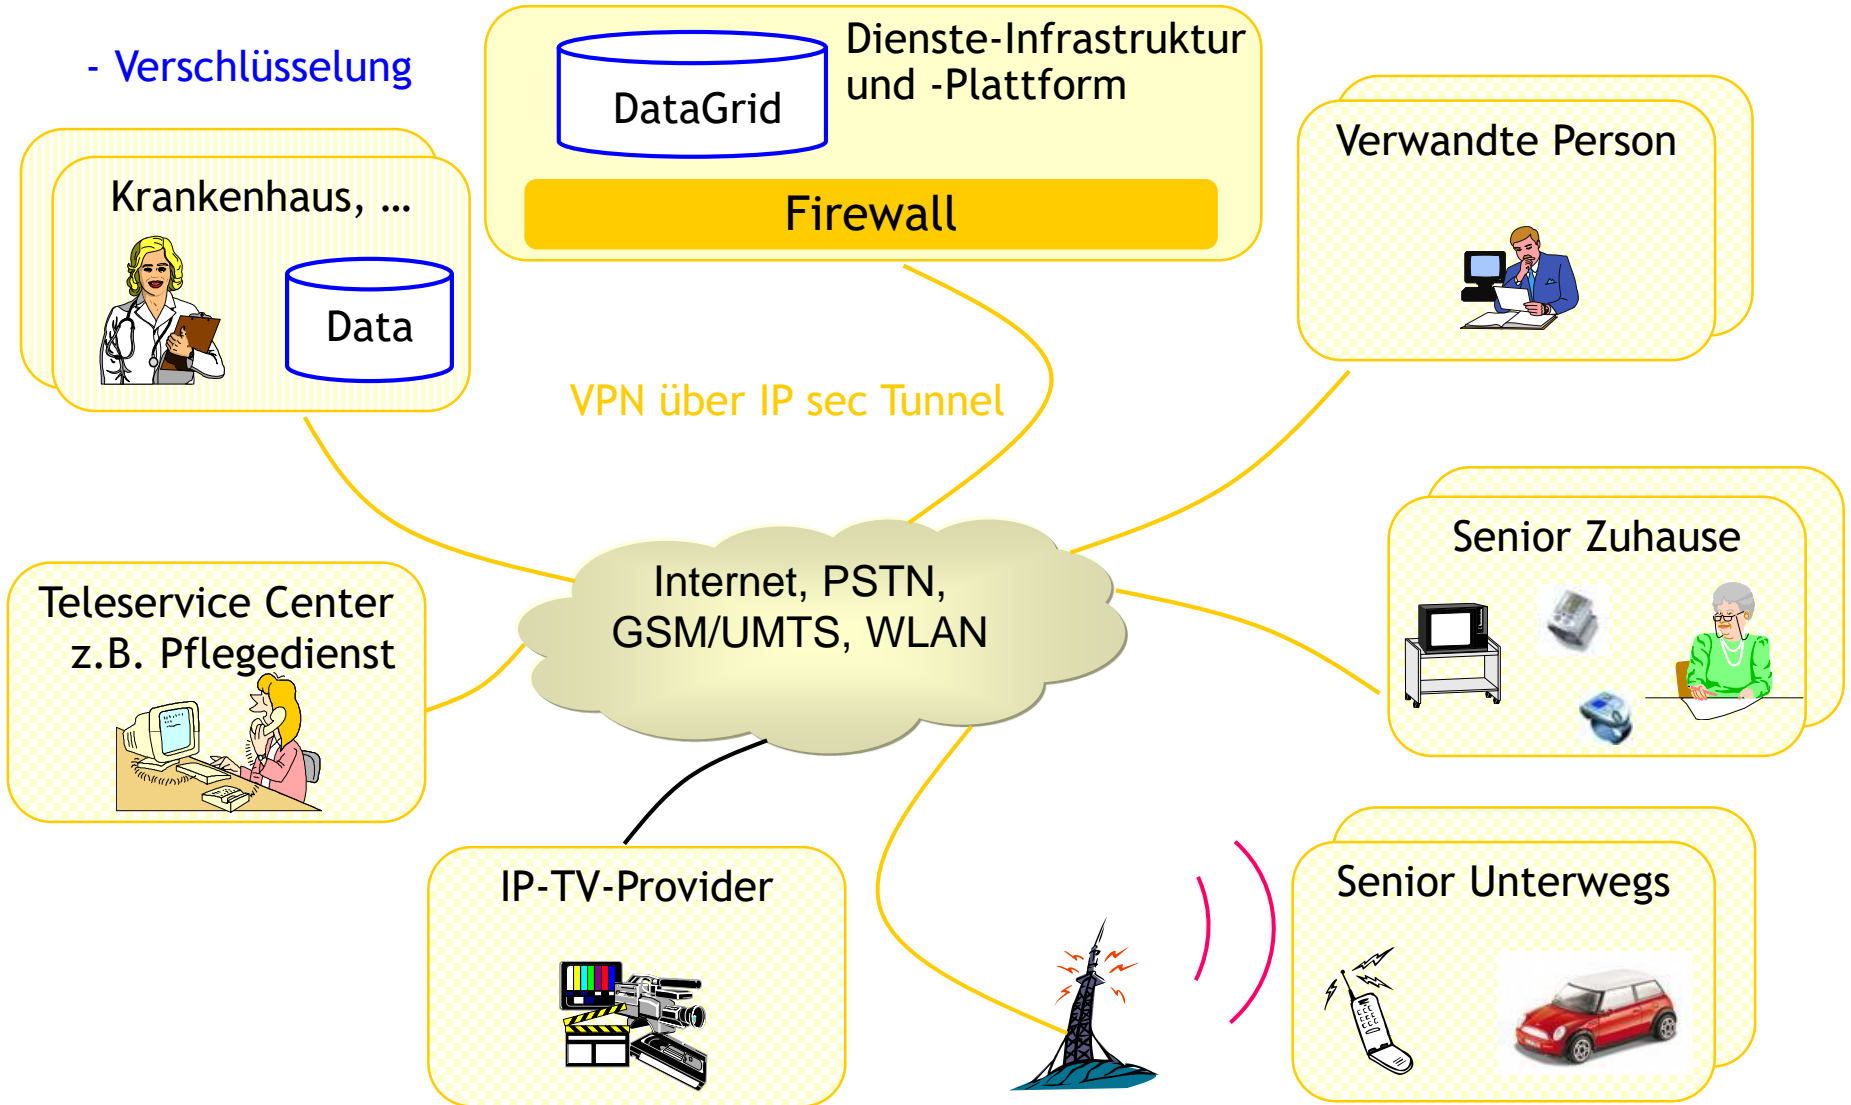 - Verschlüsselung
Dienste-Infrastruktur
und -Plattform
DataGrid
Firewall
Verwandte Person
Krankenhaus, …
Data
VPN über IP sec Tunnel
Senior Zuhause
Internet, PSTN,
GSM/UMTS, WLAN
Teleservice Center
z.B. Pflegedienst
IP-TV-Provider
Senior Unterwegs